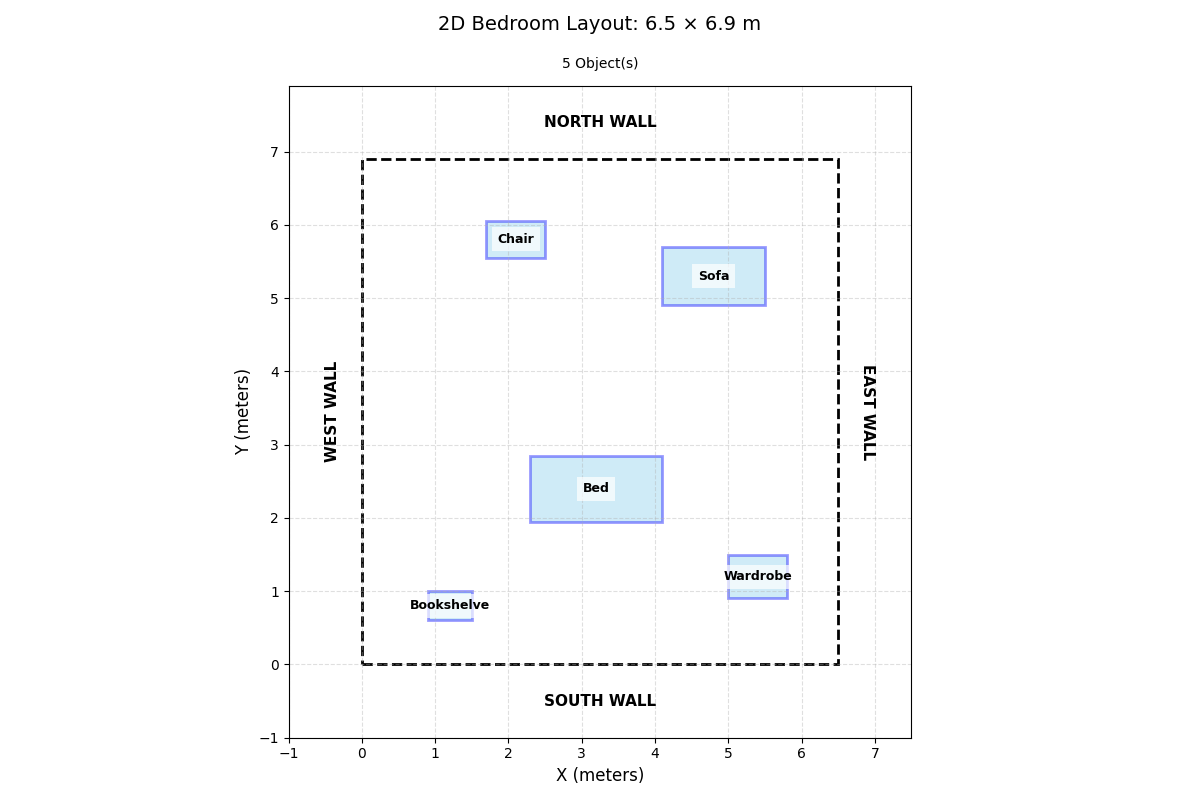 2D Bedroom Layout: 6.5 × 6.9 m
5 Object(s)
NORTH WALL
7
6
5
4
3
2
1
0
−1
Y (meters)
WEST WALL
Chair
Sofa
EAST WALL
Bed
Wardrobe
Bookshelve
SOUTH WALL
−1 0 1 2 3 4 5 6 7
X (meters)